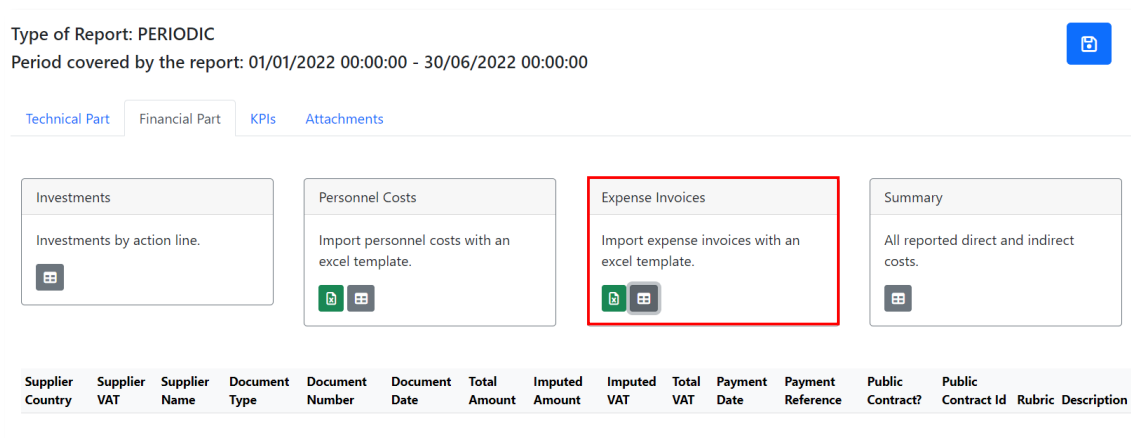 Type of Report: PERIODIC
Period covered by the report: 01/01/2022 00:00:00 - 30/06/2022 00:00:00
Technical Part Financial Part KPIs Attachments
Investments
Investments by action line.
Personnel Costs
Import personnel costs with an
excel template.
Expense Invoices
Import expense invoices with an
excel template.
Summary
All reported direct and indirect
costs.
Supplier Supplier Supplier Document Document Document Total Imputed Imputed Total Payment Payment Public Public
Country VAT Name Type Number Date Amount Amount VAT VAT Date Reference Contract? Contract Id Rubric Description